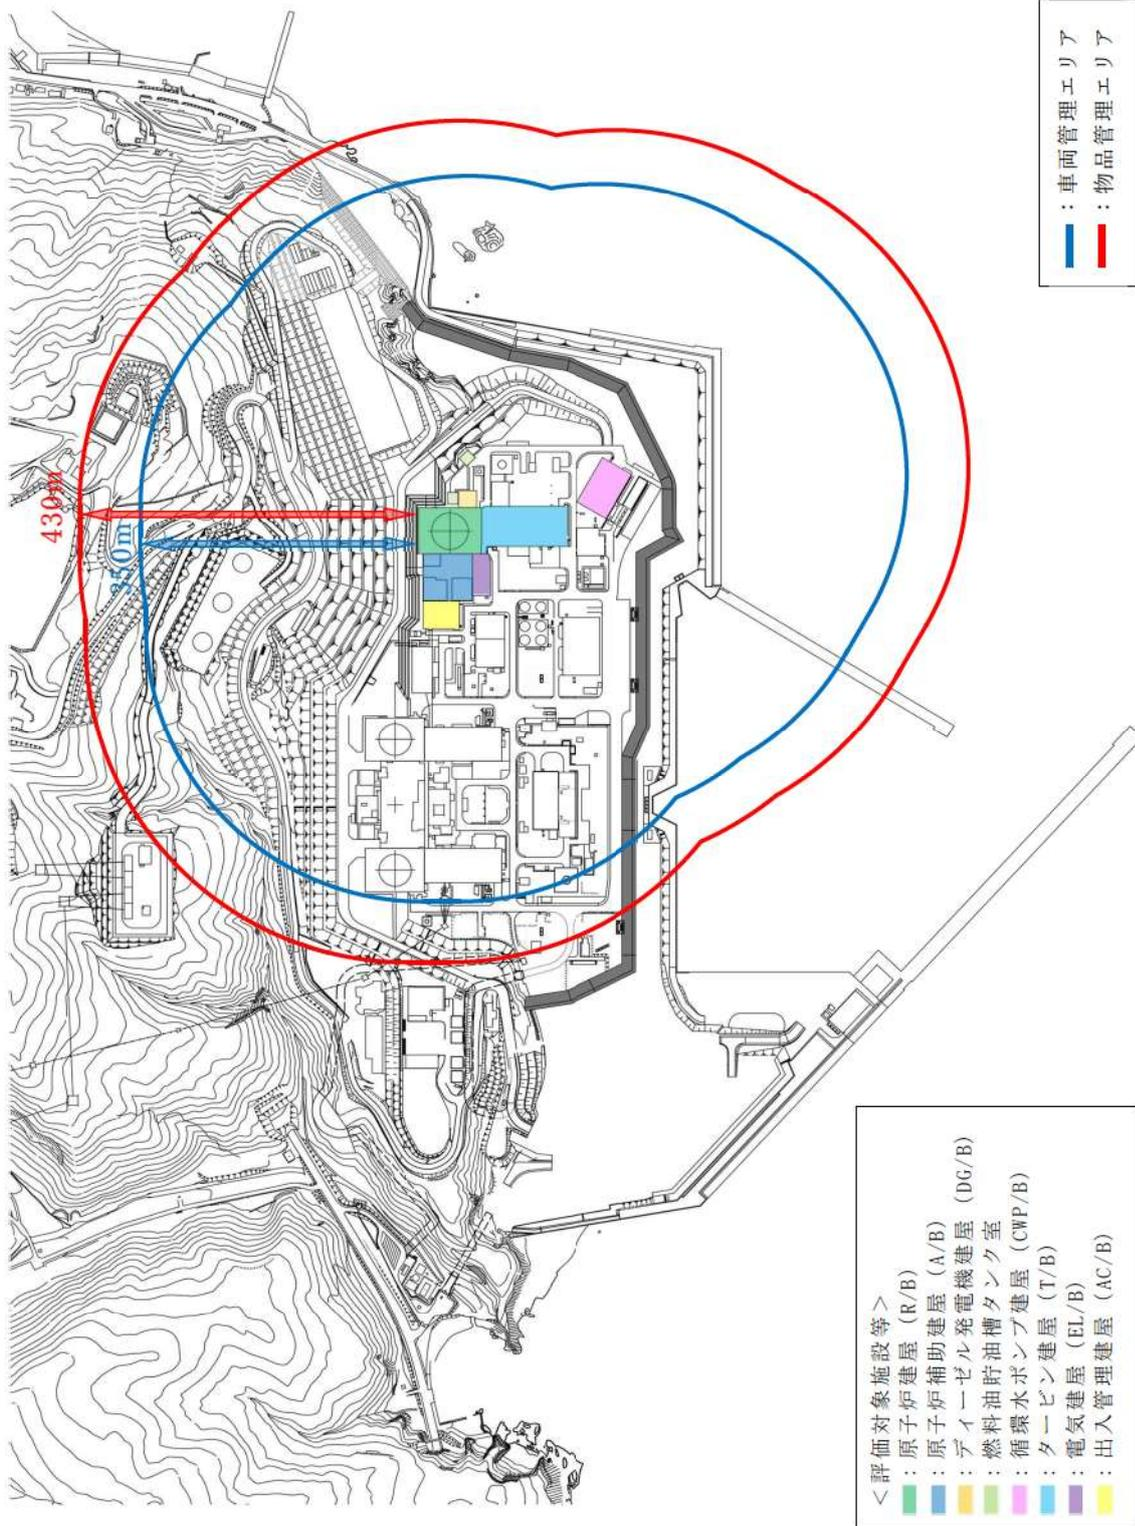 430m
350m
：車両管理エリア
：物品管理エリア
＜評価対象施設等＞
：原子炉建屋（R/B）
：原子炉補助建屋（A/B）
：ディーゼル発電機建屋（DG/B）
：燃料油貯油槽タンク室
：循環水ポンプ建屋（CWP/B）
：タービン建屋（T/B）
：電気建屋（EL/B）
：出入管理建屋（AC/B）